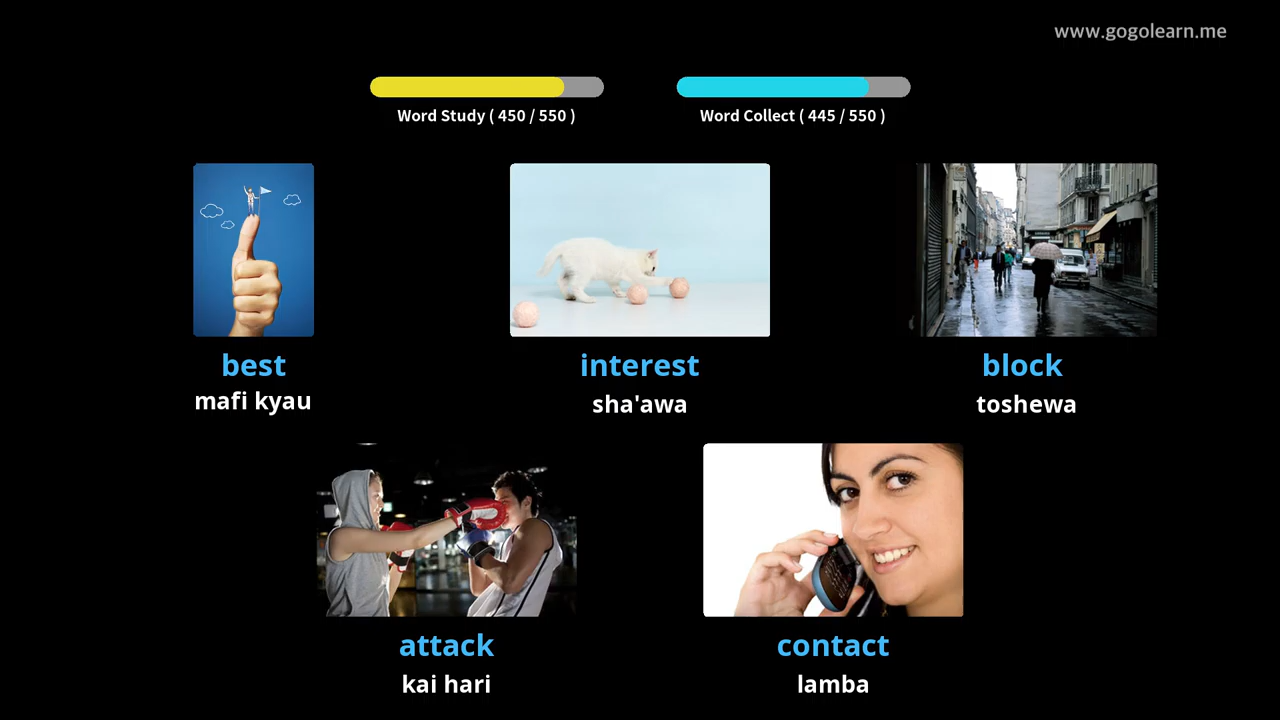 www.gogolearn.me
Word Study ( 450 / 550 )
Word Collect ( 445 / 550 )
best
mafi kyau
interest
sha'awa
block
toshewa
attack
kai hari
contact
lamba